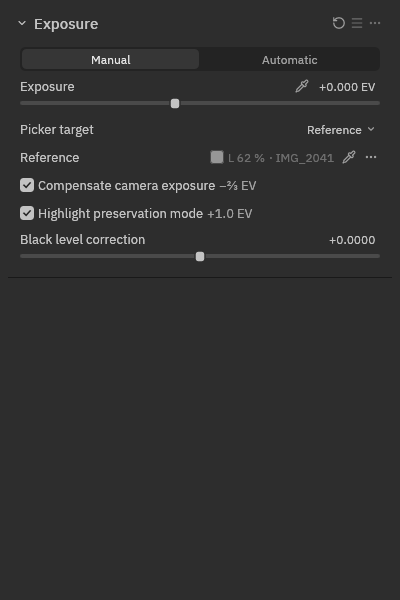 Exposure
Manual Automatic
Exposure +0.000 EV
Picker target Reference
Reference L 62 % · IMG_2041
Compensate camera exposure −⅔ EV
Highlight preservation mode +1.0 EV
Black level correction +0.0000